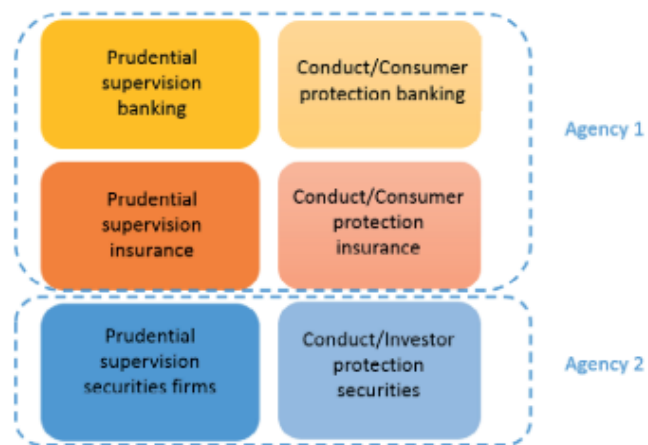 Prudential
supervision
banking
Conduct/Consumer
protection banking
Agency 1
Prudential
supervision
insurance
Conduct/Consumer
protection
insurance
Prudential
supervision
securities firms
Conduct/Investor
protection
securities
Agency 2